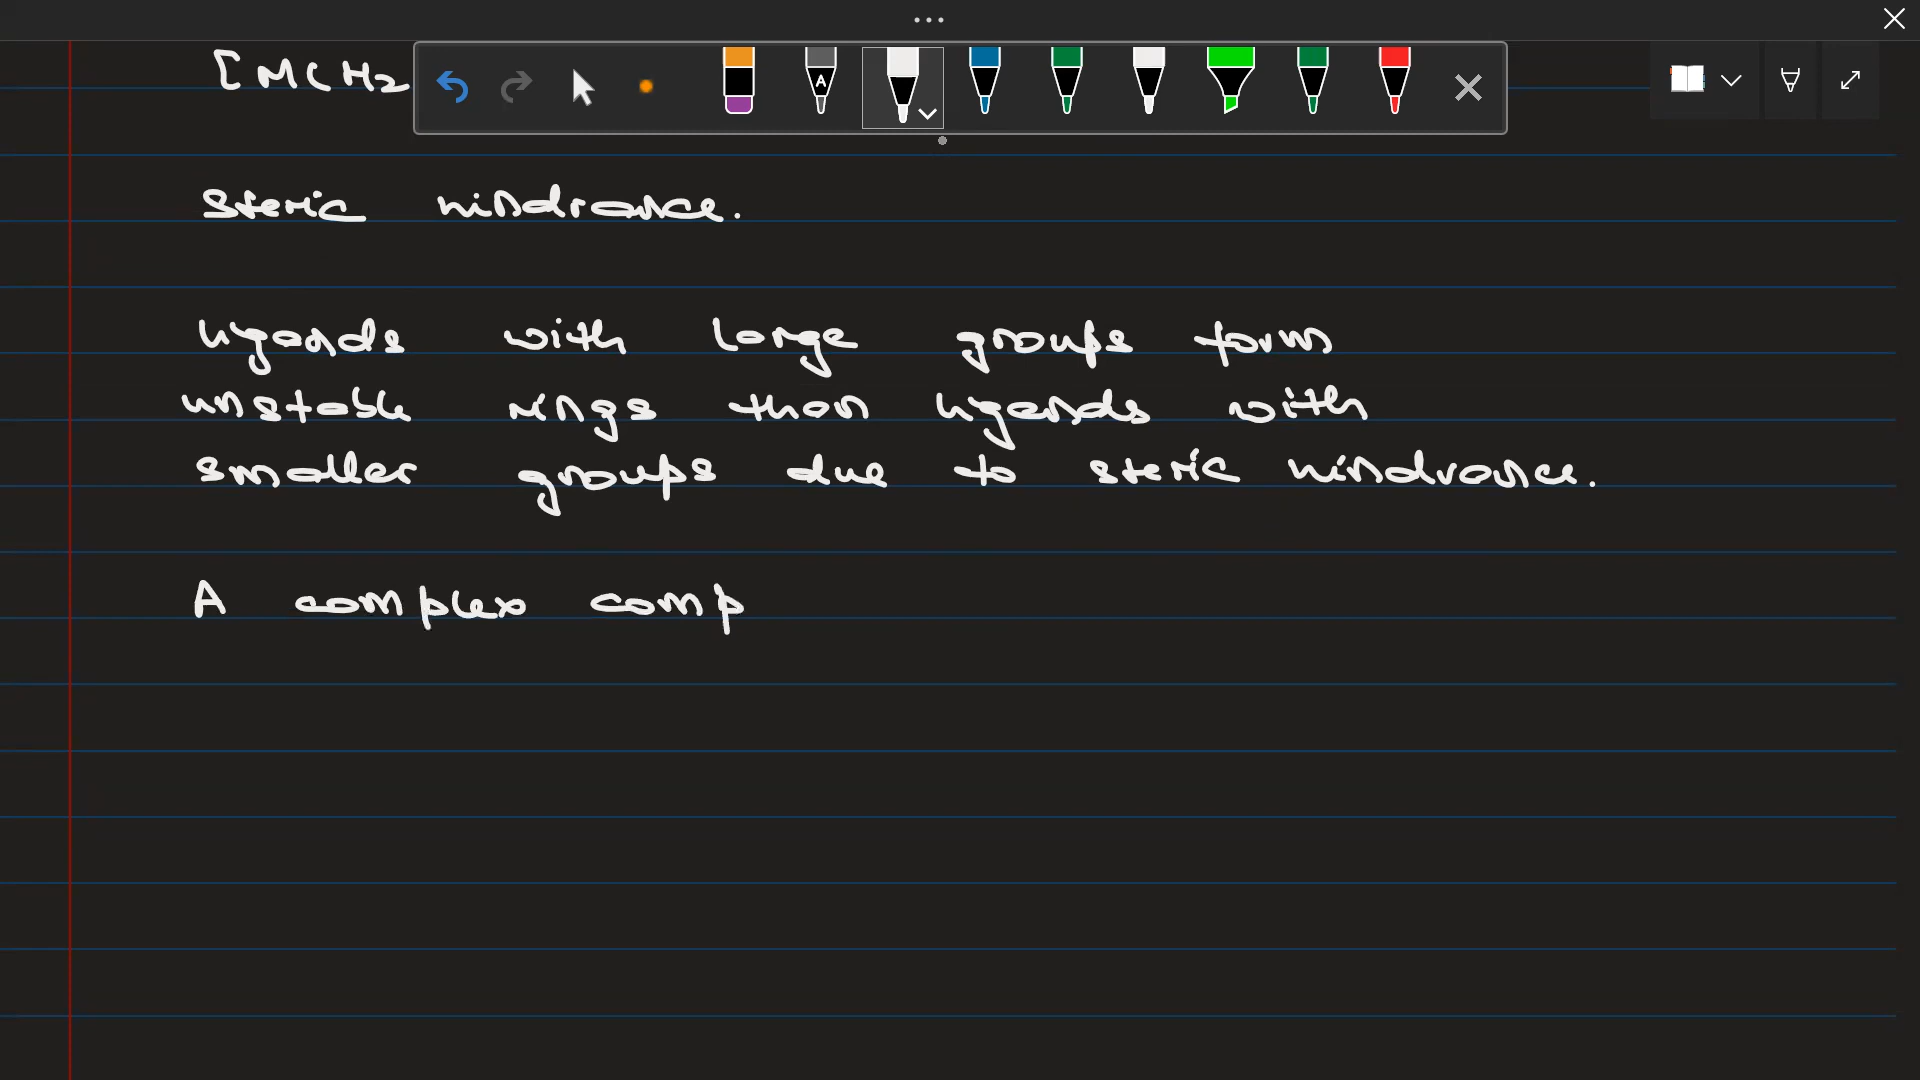 [M(H2
steric hindrance.
ligands with large groups form
unstable rings than ligands with
smaller groups due to steric hindrance.
A complex comp